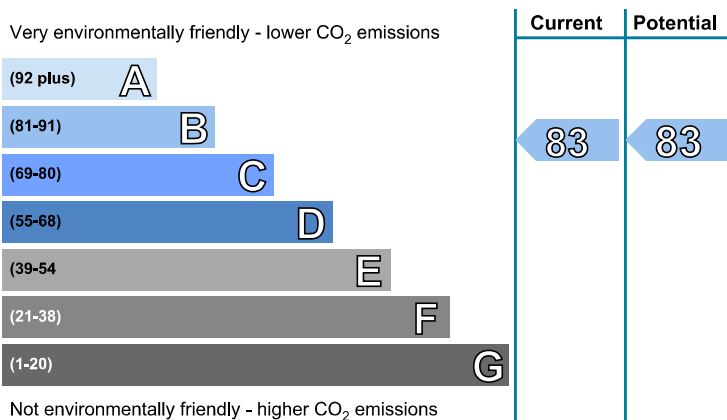 Very environmentally friendly - lower CO₂ emissions
Current Potential
(92 plus) A
(81-91) B
83 83
(69-80) C
(55-68) D
(39-54 E
(21-38) F
(1-20) G
Not environmentally friendly - higher CO₂ emissions